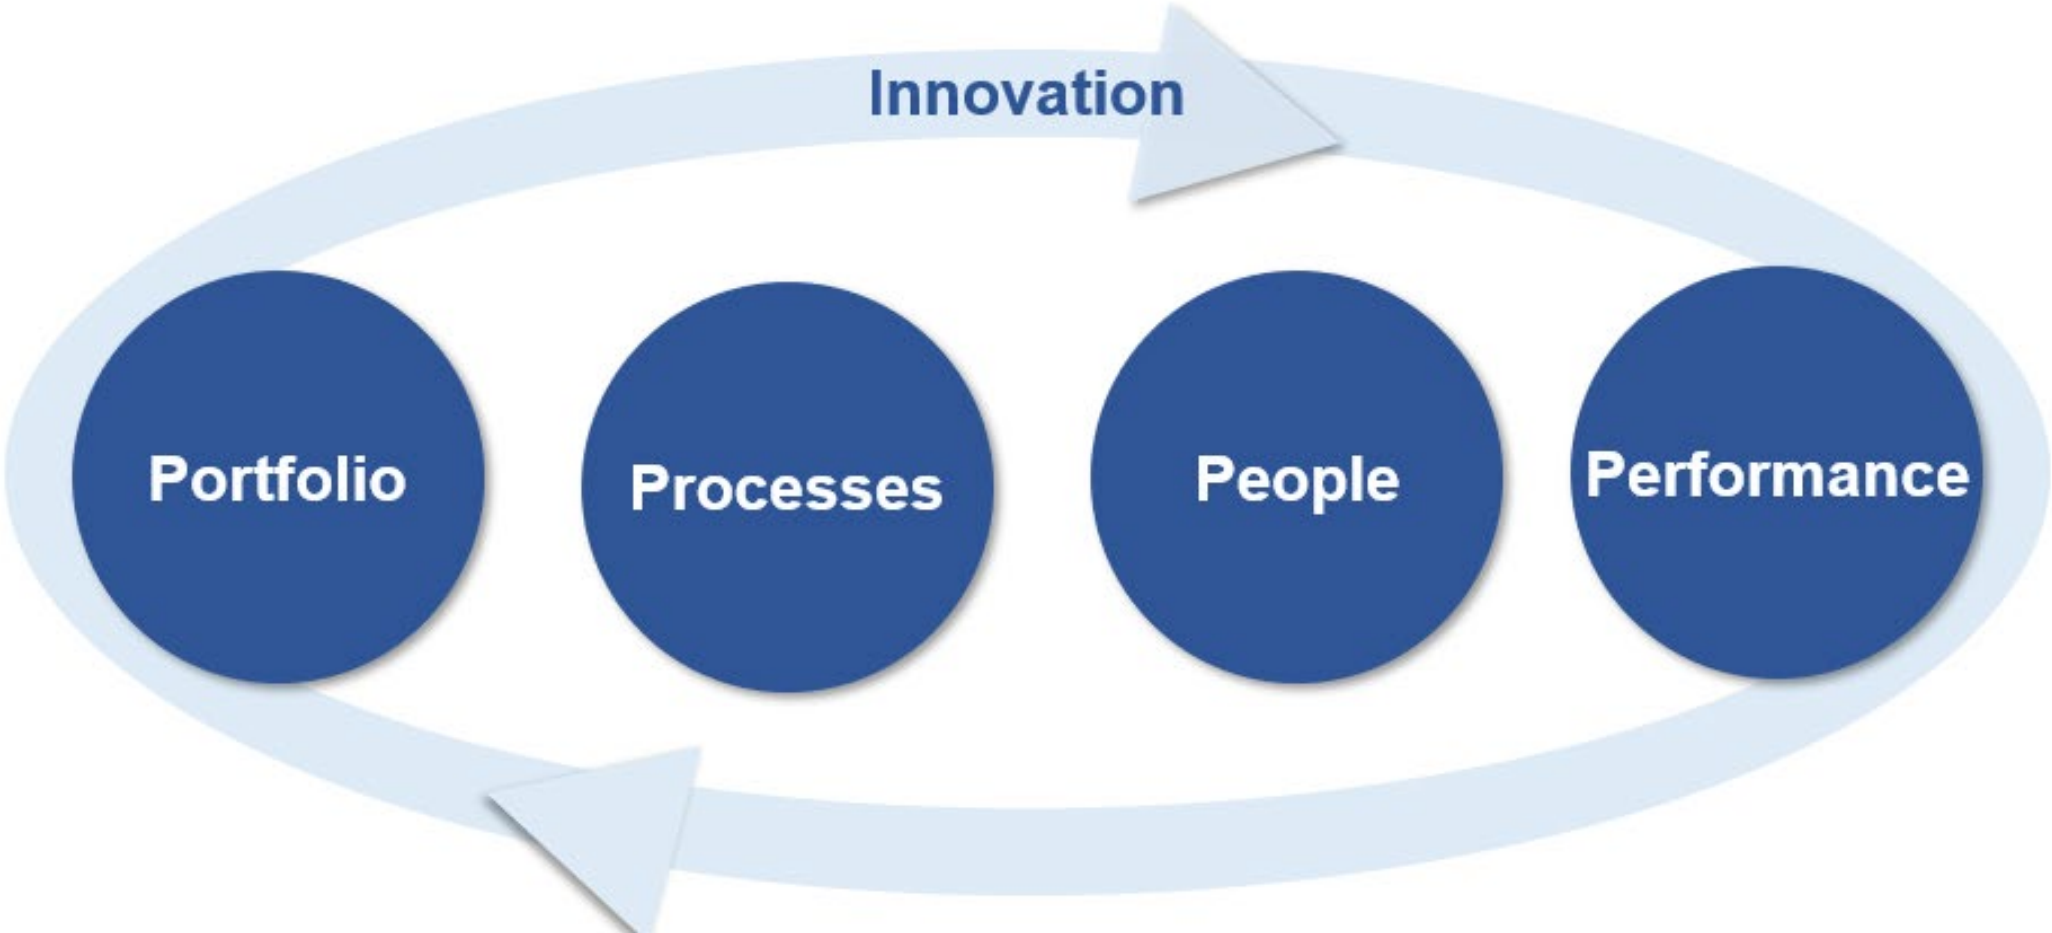 Innovation
Portfolio
Processes
People
Performance